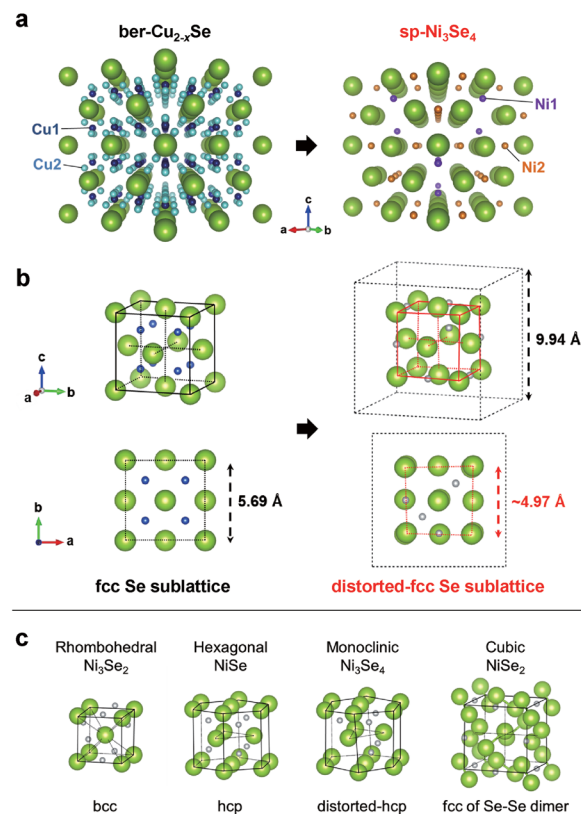 a
ber-Cu2-xSe
sp-Ni3Se4
Cu1
Cu2
Ni1
Ni2
c
a b
b
9.94 Å
c
a b
5.69 Å
~4.97 Å
b
a
fcc Se sublattice
distorted-fcc Se sublattice
c
Rhombohedral
Ni3Se2
Hexagonal
NiSe
Monoclinic
Ni3Se4
Cubic
NiSe2
bcc
hcp
distorted-hcp
fcc of Se-Se dimer